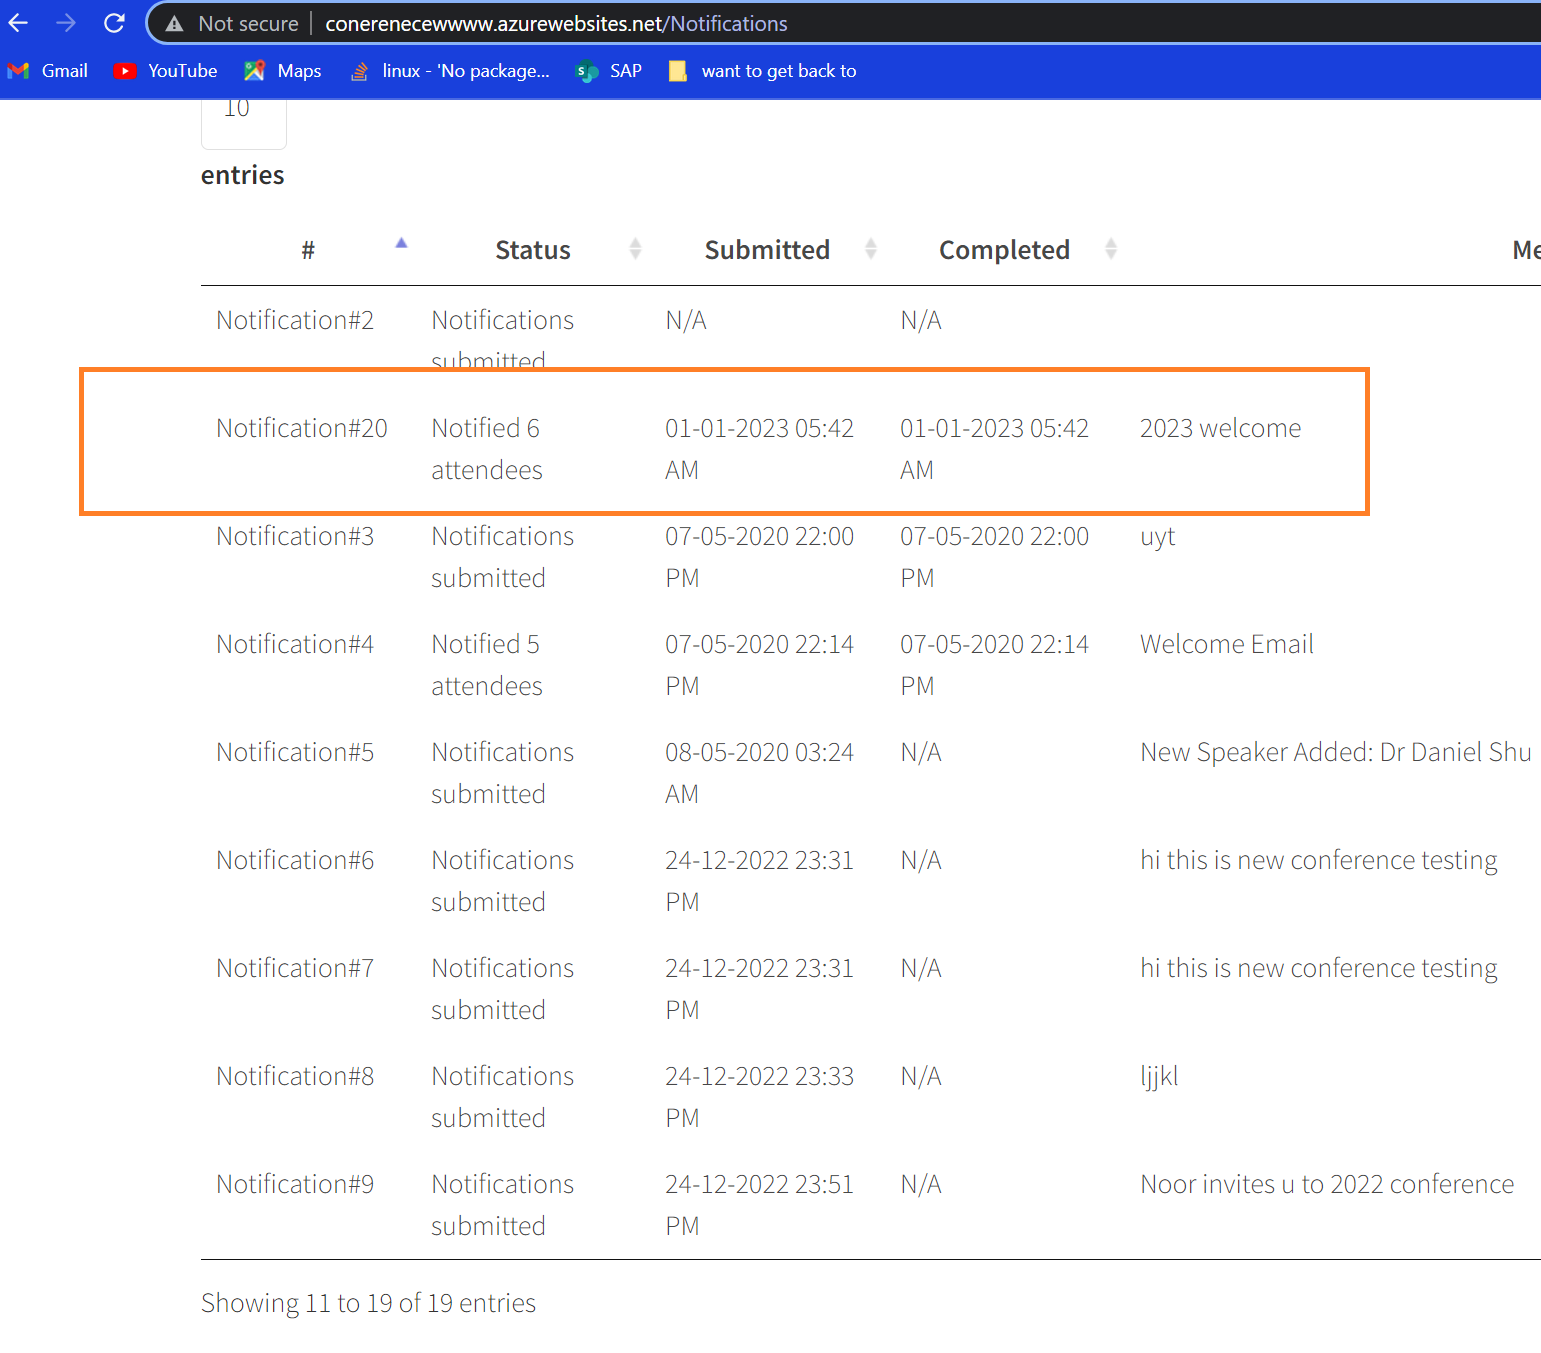 Not secure | conerenecewwww.azurewebsites.net/Notifications
Gmail YouTube Maps linux - 'No package... SAP want to get back to
10
entries
# Status Submitted Completed Me
Notification#2 Notifications N/A N/A
submitted
Notification#20 Notified 6 01-01-2023 05:42 01-01-2023 05:42 2023 welcome
attendees AM AM
Notification#3 Notifications 07-05-2020 22:00 07-05-2020 22:00 uyt
submitted PM PM
Notification#4 Notified 5 07-05-2020 22:14 07-05-2020 22:14 Welcome Email
attendees PM PM
Notification#5 Notifications 08-05-2020 03:24 N/A New Speaker Added: Dr Daniel Shu
submitted AM
Notification#6 Notifications 24-12-2022 23:31 N/A hi this is new conference testing
submitted PM
Notification#7 Notifications 24-12-2022 23:31 N/A hi this is new conference testing
submitted PM
Notification#8 Notifications 24-12-2022 23:33 N/A ljjkl
submitted PM
Notification#9 Notifications 24-12-2022 23:51 N/A Noor invites u to 2022 conference
submitted PM
Showing 11 to 19 of 19 entries